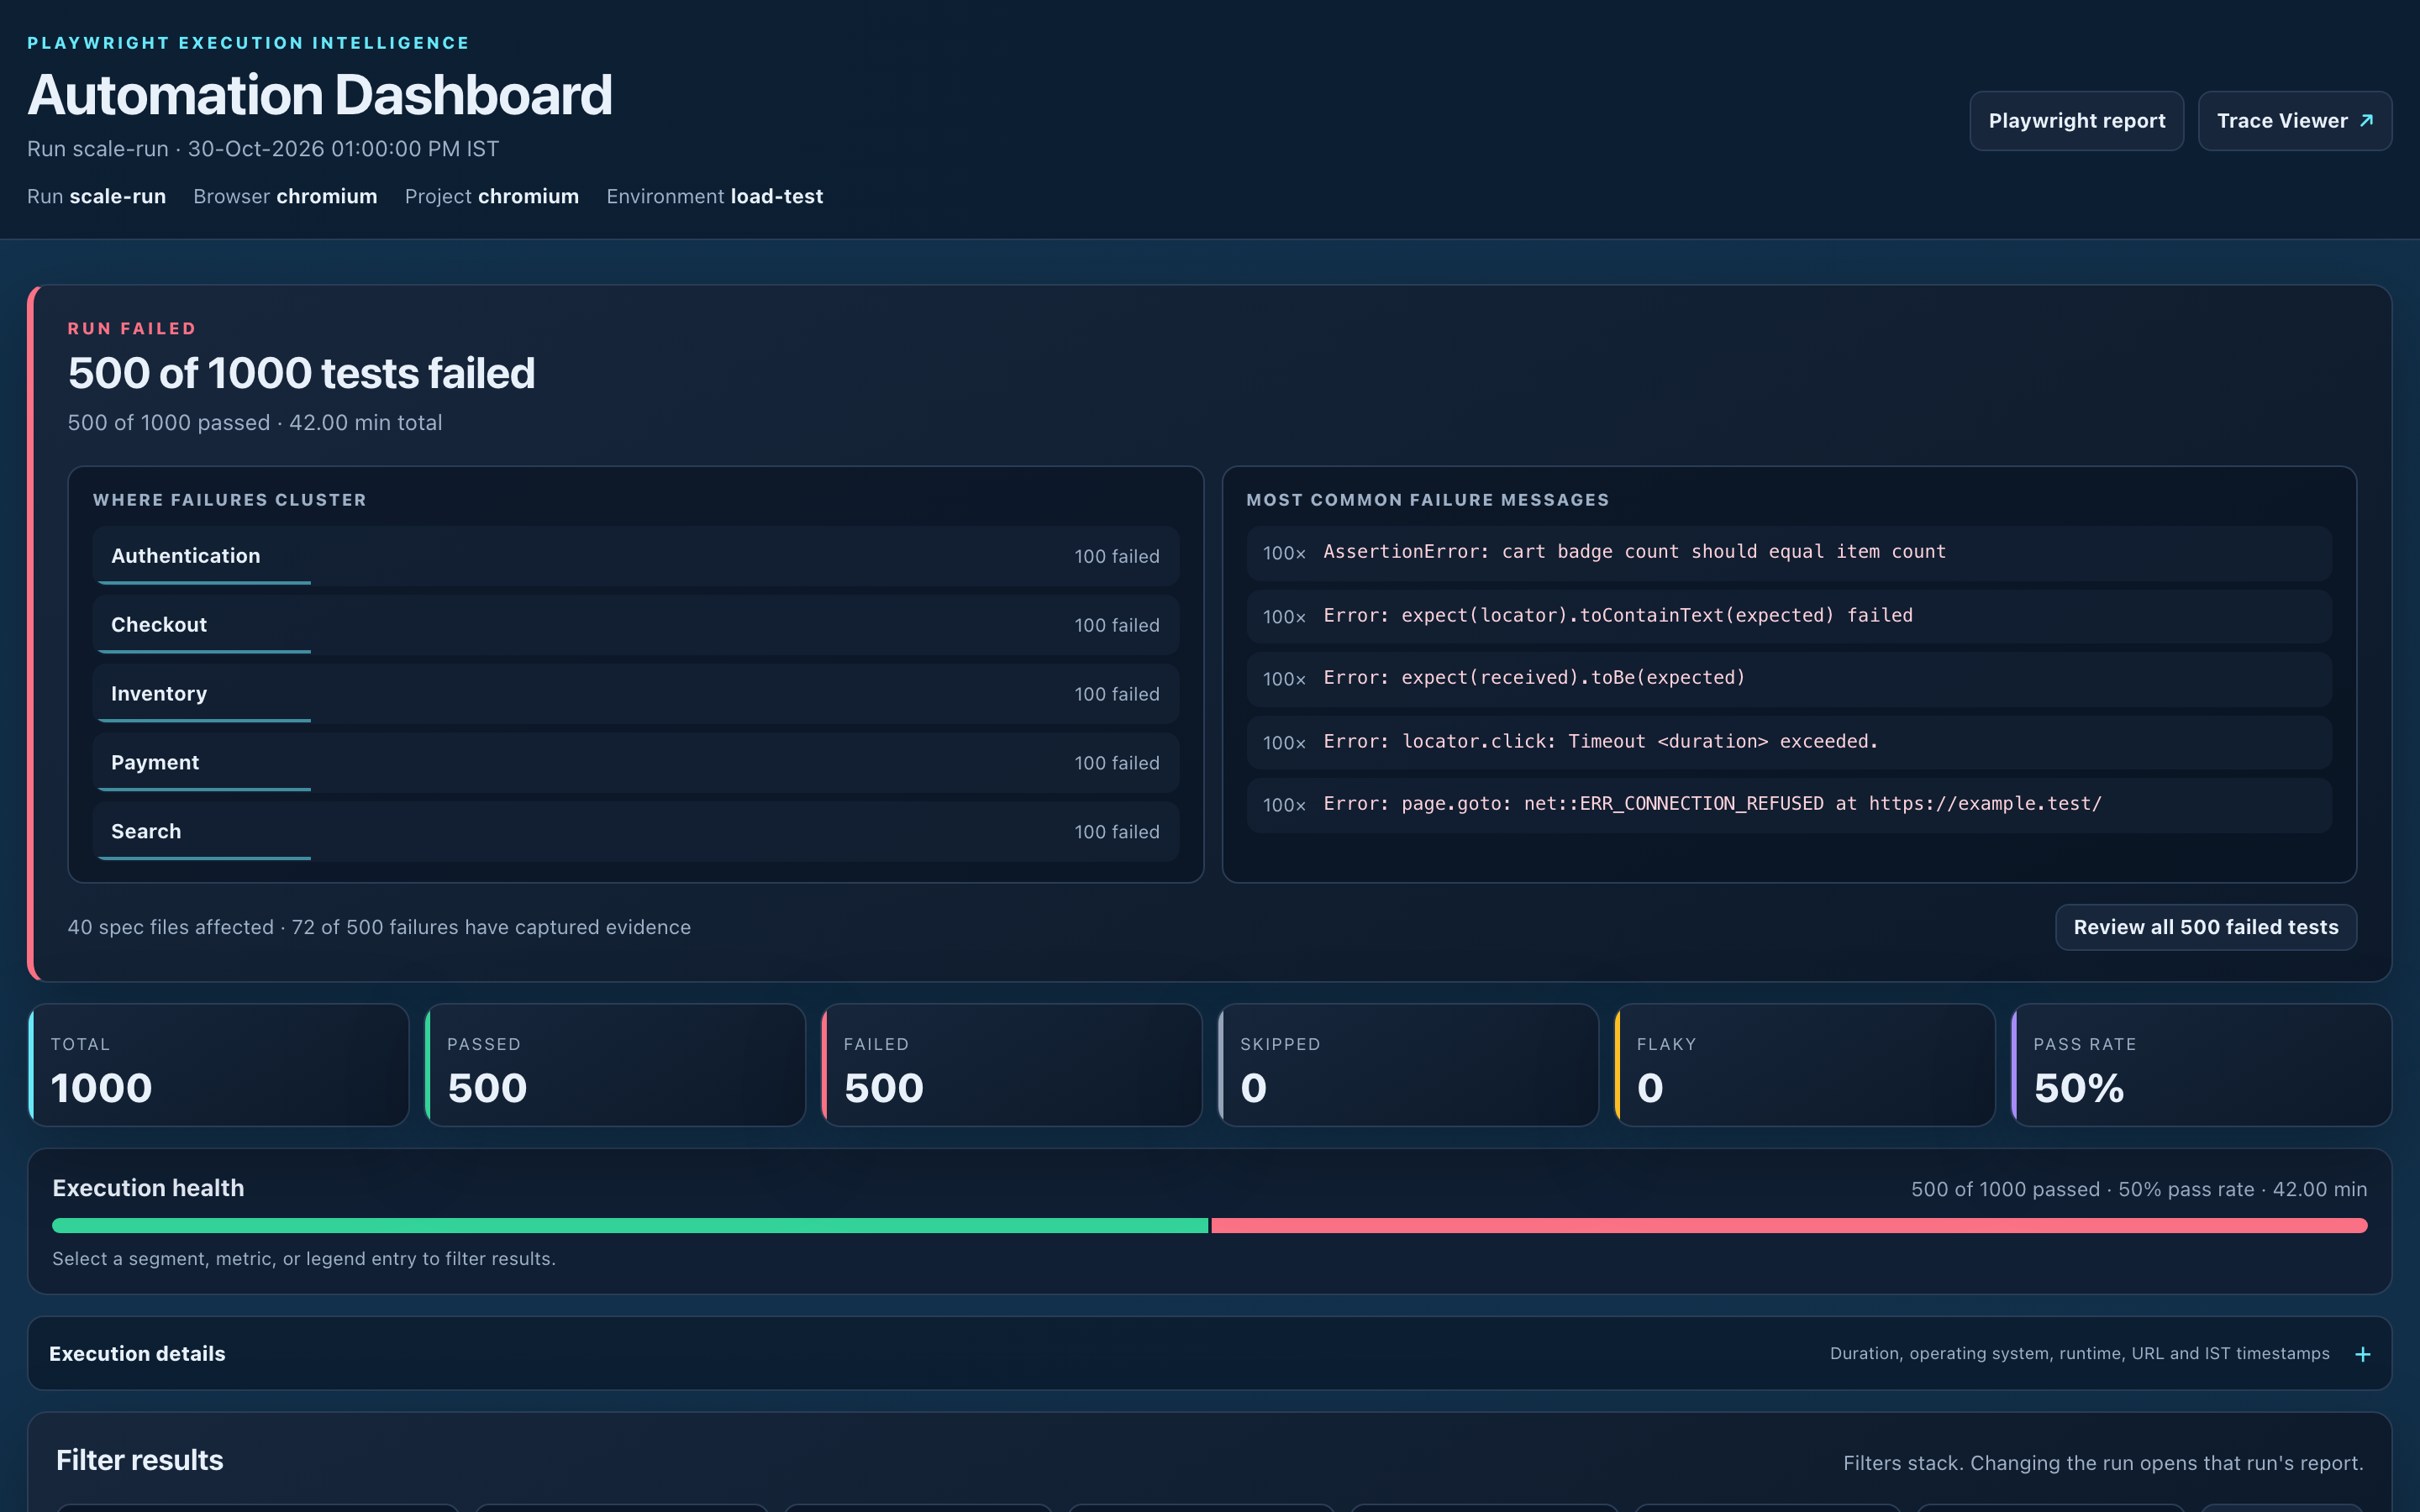 PLAYWRIGHT EXECUTION INTELLIGENCE
Automation Dashboard
Run scale-run · 30-Oct-2026 01:00:00 PM IST
Run scale-run Browser chromium Project chromium Environment load-test
Playwright report
Trace Viewer ↗
RUN FAILED
500 of 1000 tests failed
500 of 1000 passed · 42.00 min total
WHERE FAILURES CLUSTER
Authentication 100 failed
Checkout 100 failed
Inventory 100 failed
Payment 100 failed
Search 100 failed
MOST COMMON FAILURE MESSAGES
100× AssertionError: cart badge count should equal item count
100× Error: expect(locator).toContainText(expected) failed
100× Error: expect(received).toBe(expected)
100× Error: locator.click: Timeout <duration> exceeded.
100× Error: page.goto: net::ERR_CONNECTION_REFUSED at https://example.test/
40 spec files affected · 72 of 500 failures have captured evidence
Review all 500 failed tests
TOTAL
1000
PASSED
500
FAILED
500
SKIPPED
0
FLAKY
0
PASS RATE
50%
Execution health
500 of 1000 passed · 50% pass rate · 42.00 min
Select a segment, metric, or legend entry to filter results.
Execution details
Duration, operating system, runtime, URL and IST timestamps +
Filter results
Filters stack. Changing the run opens that run's report.